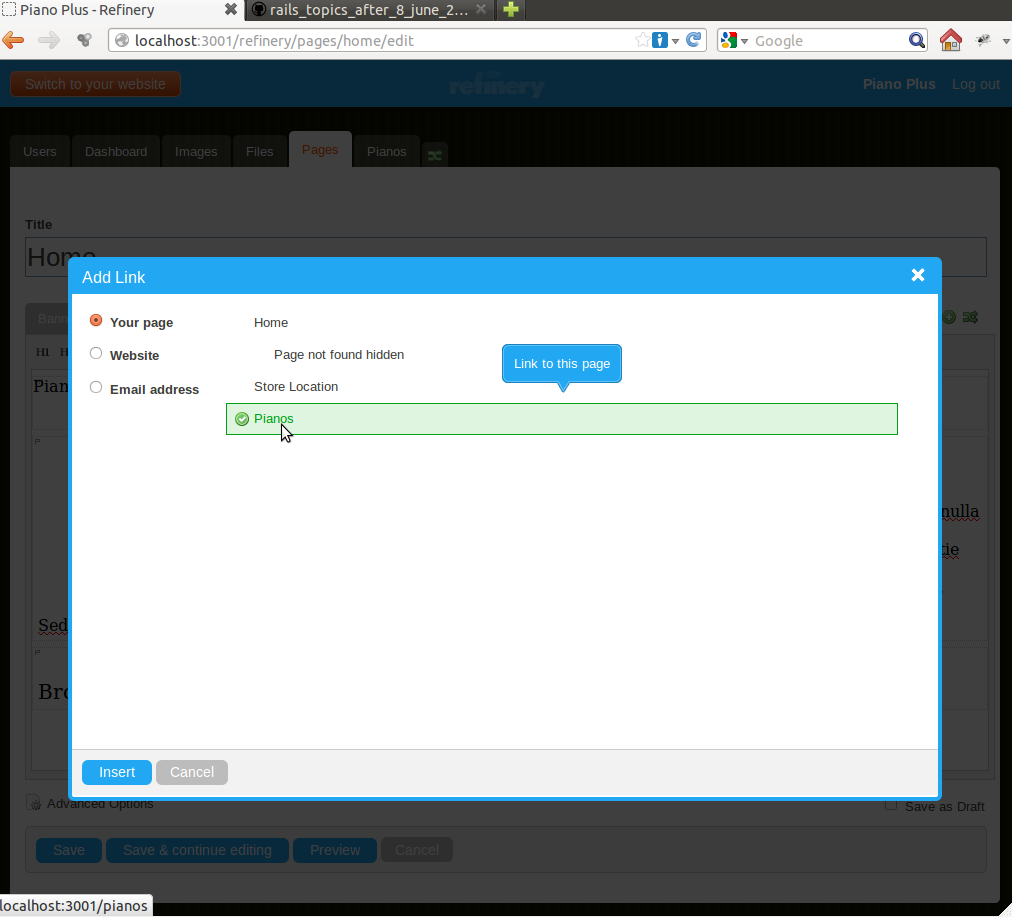 Piano Plus - Refinery
rails_topics_after_8_june_2...
localhost:3001/refinery/pages/home/edit
Google
Switch to your website
refinery
Piano Plus
Log out
Users
Dashboard
Images
Files
Pages
Pianos
Title
Home
Add Link
Your page
Home
Website
Page not found hidden
Link to this page
Email address
Store Location
Pianos
H1
nulla
Sed
Insert
Cancel
Advanced Options
Save as Draft
Save
Save & continue editing
Preview
Cancel
localhost:3001/pianos